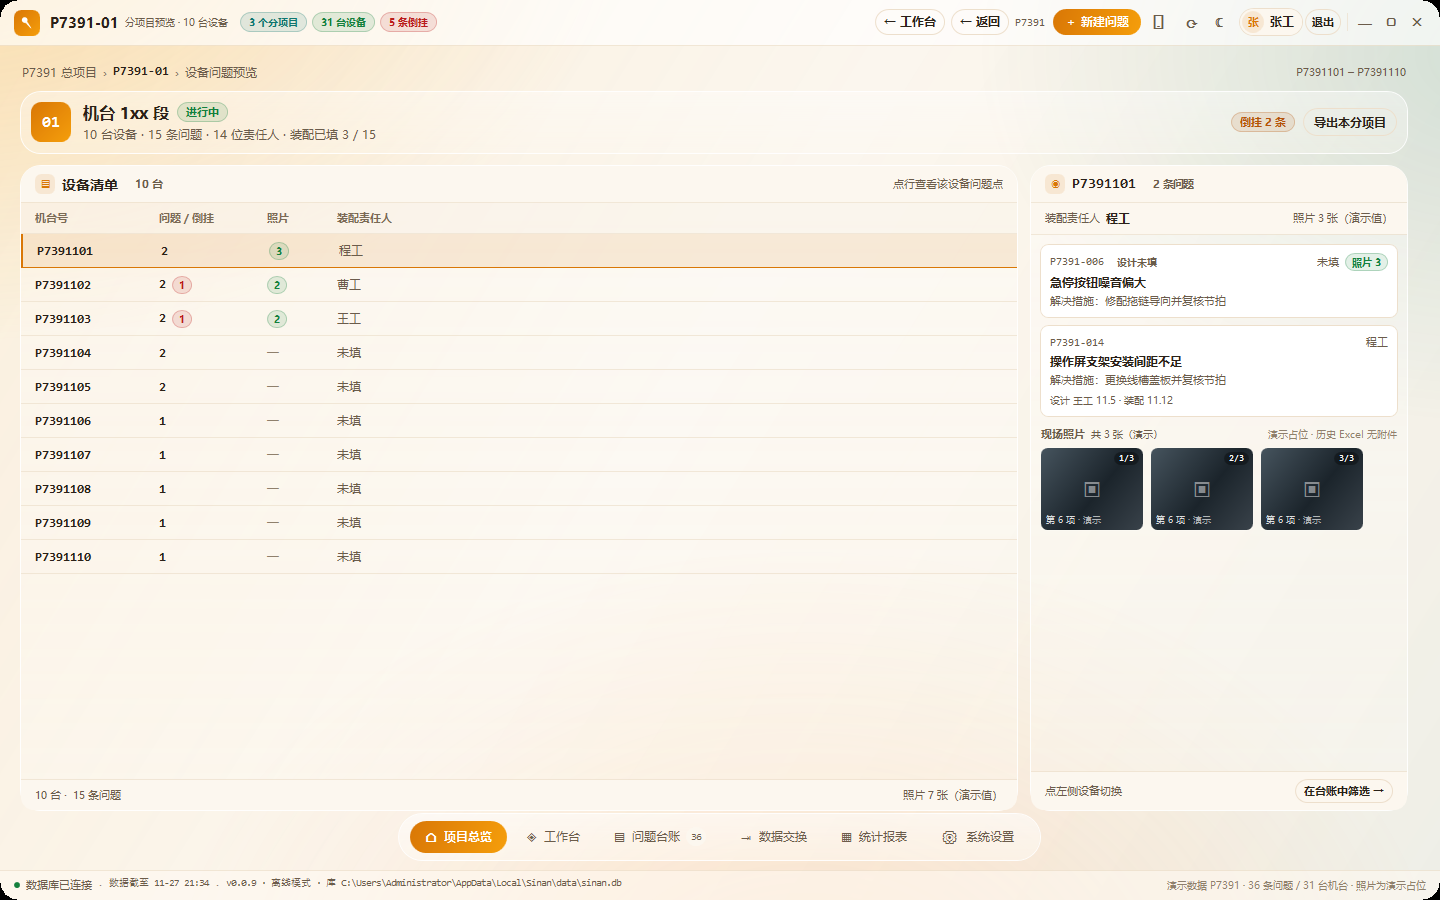 P7391-01 分项目预览 · 10 台设备 3 个分项目 31 台设备 5 条倒挂 ← 工作台 ← 返回 P7391 + 新建问题 张 张工 退出
P7391 总项目 › P7391-01 › 设备问题预览 P7391101 — P7391110
01 机台 1xx 段 进行中
10 台设备 · 15 条问题 · 14 位责任人 · 装配已填 3 / 15
倒挂 2 条 导出本分项目
设备清单 10 台 点行查看该设备问题点
机台号 问题 / 倒挂 照片 装配责任人
P7391101 2 3 程工
P7391102 2 1 2 曹工
P7391103 2 1 2 王工
P7391104 2 — 未填
P7391105 2 — 未填
P7391106 1 — 未填
P7391107 1 — 未填
P7391108 1 — 未填
P7391109 1 — 未填
P7391110 1 — 未填
10 台 · 15 条问题 照片 7 张（演示值）
P7391101 2 条问题
装配责任人 程工 照片 3 张（演示值）
P7391-006 设计未填 未填 照片 3
急停按钮噪音偏大
解决措施：修配拖链导向并复核节拍
P7391-014 程工
操作屏支架安装间距不足
解决措施：更换线槽盖板并复核节拍
设计 王工 11.5 · 装配 11.12
现场照片 共 3 张（演示） 演示占位 · 历史 Excel 无附件
1/3 2/3 3/3
第 6 项 · 演示 第 6 项 · 演示 第 6 项 · 演示
点左侧设备切换 在台账中筛选 →
项目总览 工作台 问题台账 36 数据交换 统计报表 系统设置
数据库已连接 · 数据截至 11-27 21:34 · v0.0.9 · 离线模式 · 库 C:\Users\Administrator\AppData\Local\Sinan\data\sinan.db
演示数据 P7391 · 36 条问题 / 31 台机台 · 照片为演示占位